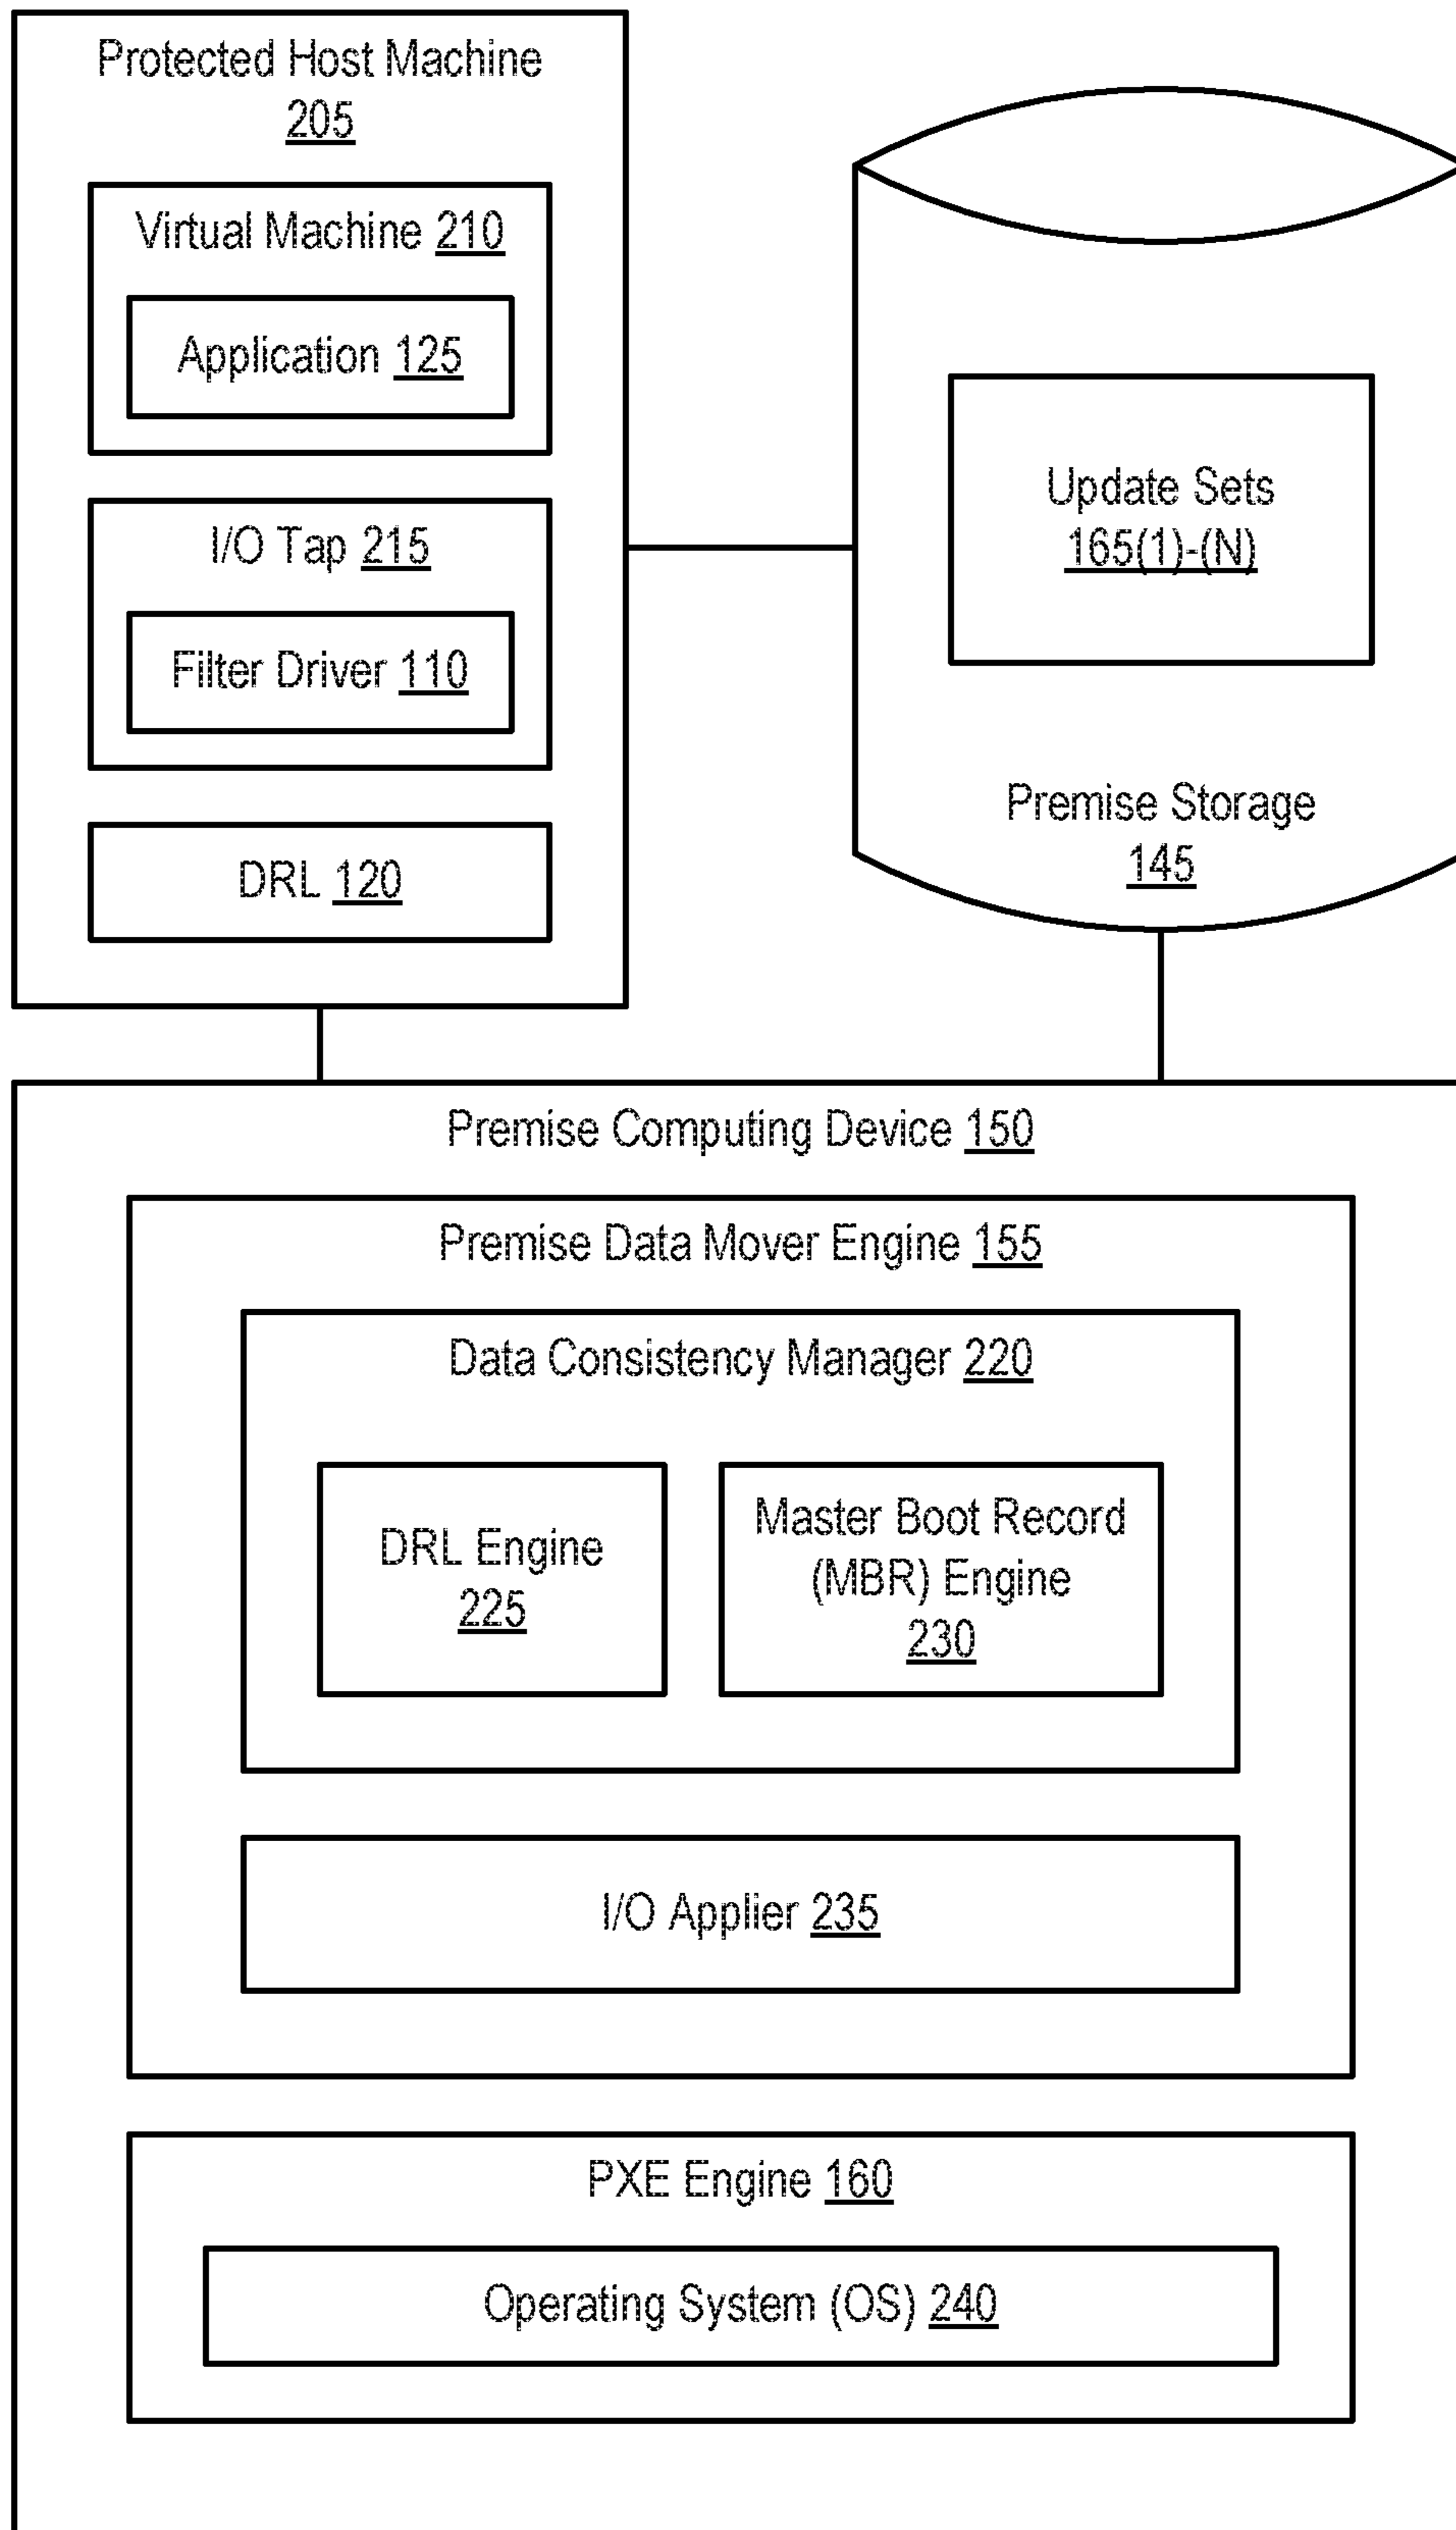 Protected Host Machine
205
Virtual Machine 210
Application 125
I/O Tap 215
Filter Driver 110
DRL 120
Update Sets
165(1)-(N)
Premise Storage
145
Premise Computing Device 150
Premise Data Mover Engine 155
Data Consistency Manager 220
DRL Engine
225
Master Boot Record
(MBR) Engine
230
I/O Applier 235
PXE Engine 160
Operating System (OS) 240